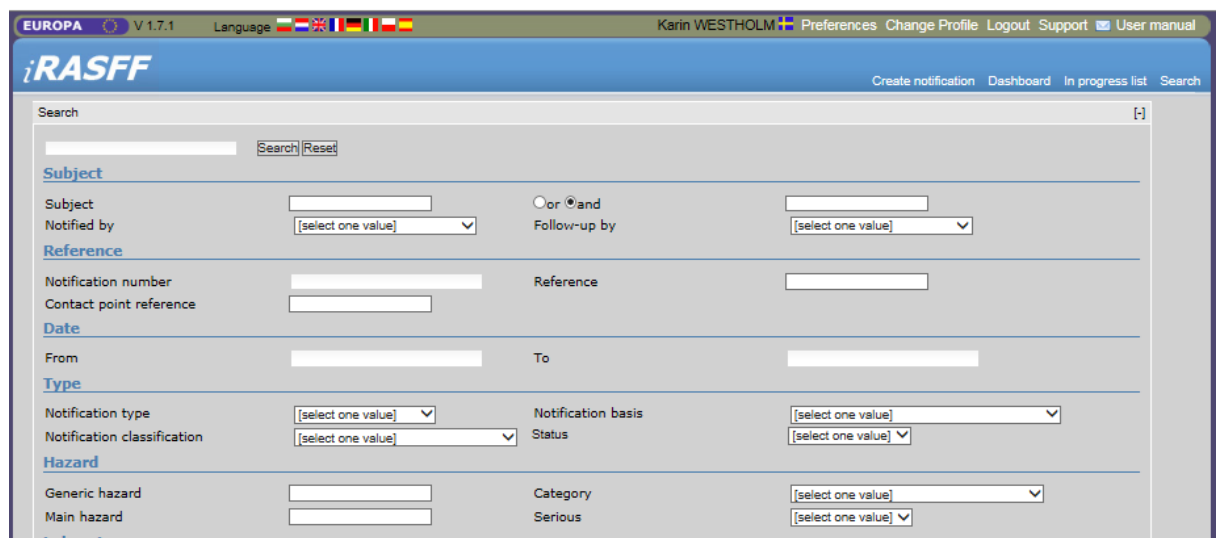 EUROPA V 1.7.1 Language Karin WESTHOLM Preferences Change Profile Logout Support User manual
iRASFF
Create notification Dashboard In progress list Search
Search [-]
Search Reset
Subject
Subject or and
Notified by [select one value] Follow-up by [select one value]
Reference
Notification number Reference
Contact point reference
Date
From To
Type
Notification type [select one value] Notification basis [select one value]
Notification classification [select one value] Status [select one value]
Hazard
Generic hazard Category [select one value]
Main hazard Serious [select one value]